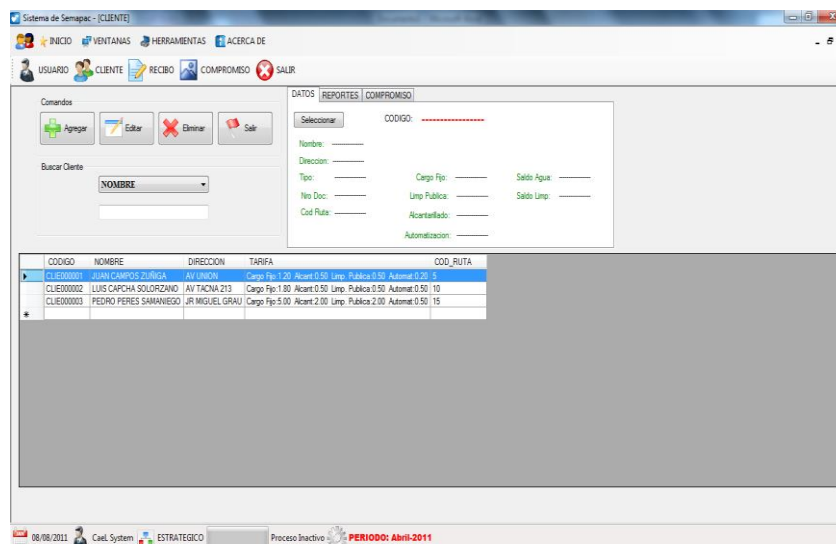 Sistema de Semapac - [CLIENTE]
INICIO VENTANAS HERRAMIENTAS ACERCA DE
USUARIO CLIENTE RECIBO COMPROMISO SALIR
Comandos
Agregar Editar Eliminar Salir
Buscar Cliente
NOMBRE
DATOS REPORTES COMPROMISO
Seleccionar CODIGO: -----------------
Nombre: ------------
Direccion: ------------
Tipo: ------------ Cargo Fijo: ------------ Saldo Agua: ------------
Nro Doc: ------------ Limp Publica: ------------ Saldo Limp: ------------
Cod Ruta: ------------ Alcantarillado: ------------
Automatizacion: ------------
CODIGO NOMBRE DIRECCION TARIFA COD_RUTA
CLIE000001 JUAN CAMPOS ZUÑIGA AV UNION Cargo Fijo:1.20 Alcant:0.50 Limp. Publica:0.50 Automat:0.20 5
CLIE000002 LUIS CAPCHA SOLORZANO AV TACNA 213 Cargo Fijo:1.80 Alcant:0.50 Limp. Publica:0.50 Automat:0.50 10
CLIE000003 PEDRO PERES SAMANIEGO JR MIGUEL GRAU Cargo Fijo:5.00 Alcant:2.00 Limp. Publica:2.00 Automat:0.50 15
08/08/2011 CaeL System ESTRATEGICO Proceso Inactivo PERIODO: Abril-2011